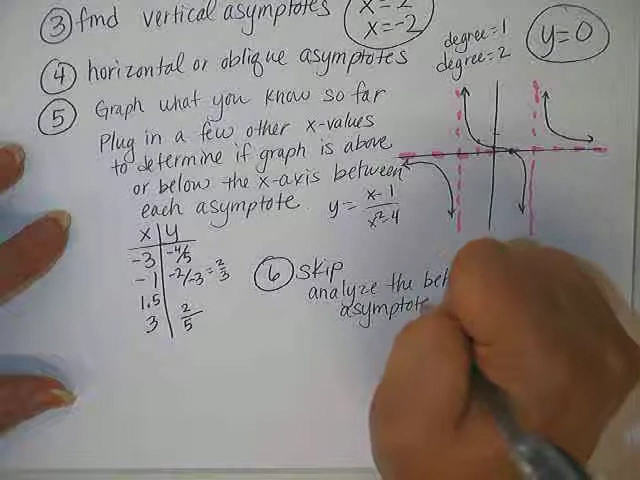 ③ find vertical asymptotes x=2
x=-2
④ horizontal or oblique asymptotes degree=1
degree=2
y=0
⑤ Graph what you know so far
Plug in a few other x-values
to determine if graph is above
or below the x-axis between
each asymptote. y = x-1/x²-4
x | y
-3 | -4/5
-1 | -2/-3 = 2/3
1.5
3 | 2/5
⑥ skip
analyze the
asymptote